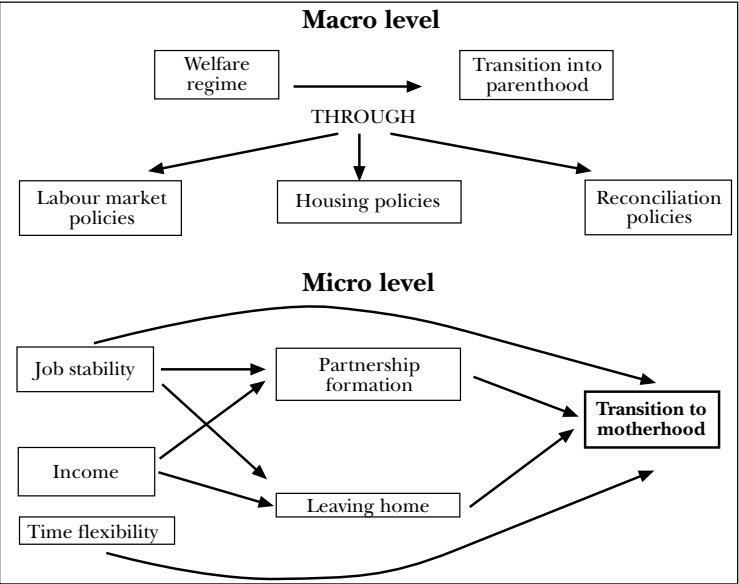 Macro level
Welfare
regime
Transition into
parenthood
THROUGH
Labour market
policies
Housing policies
Reconciliation
policies
Micro level
Job stability
Partnership
formation
Transition to
motherhood
Income
Leaving home
Time flexibility